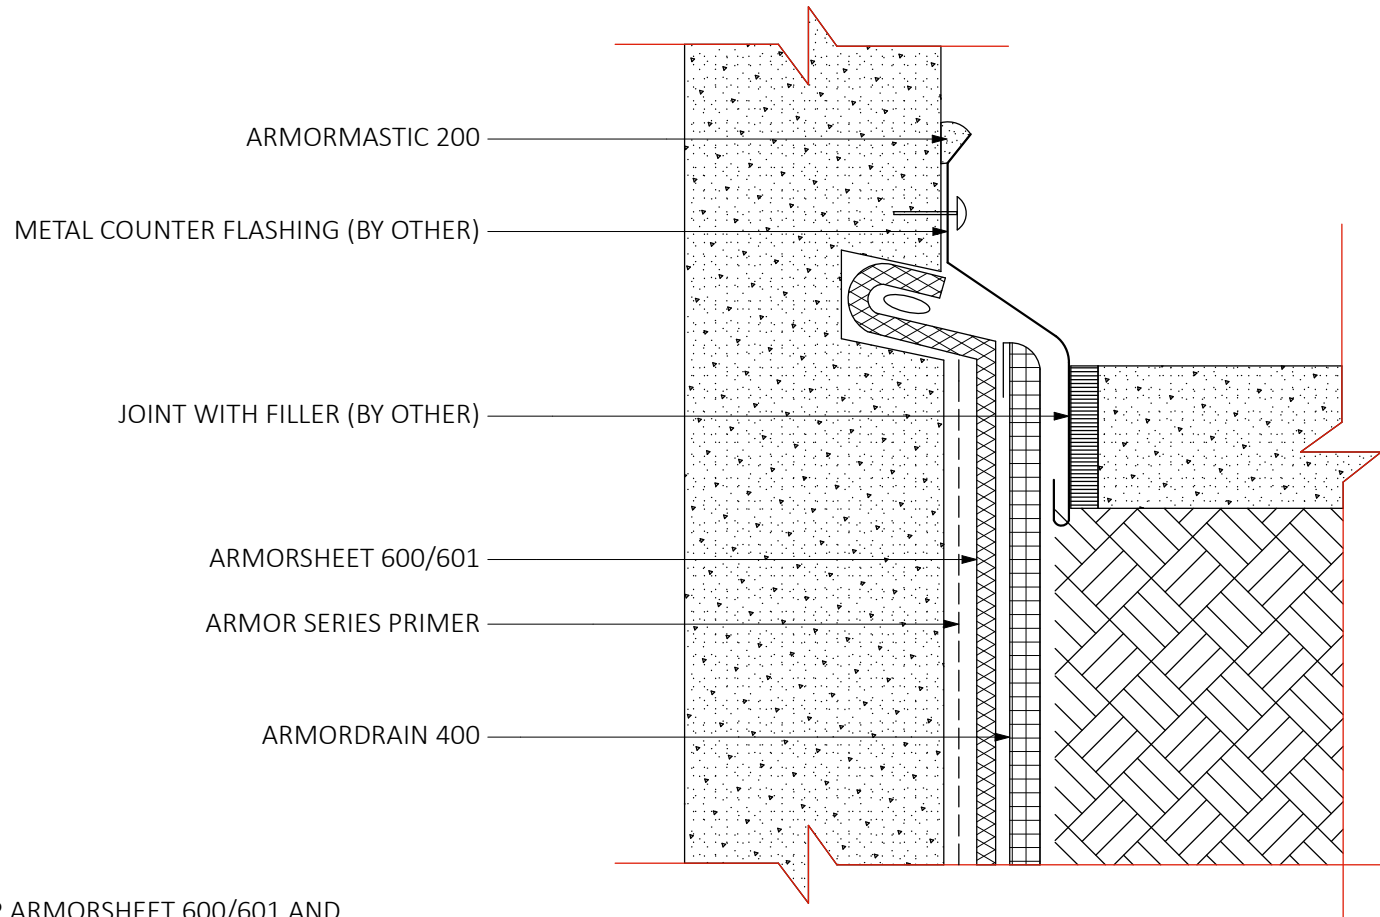 ARMORMASTIC 200
METAL COUNTER FLASHING (BY OTHER)
JOINT WITH FILLER (BY OTHER)
ARMORSHEET 600/601
ARMOR SERIES PRIMER
ARMORDRAIN 400
ARMORSHEET 600/601 AND